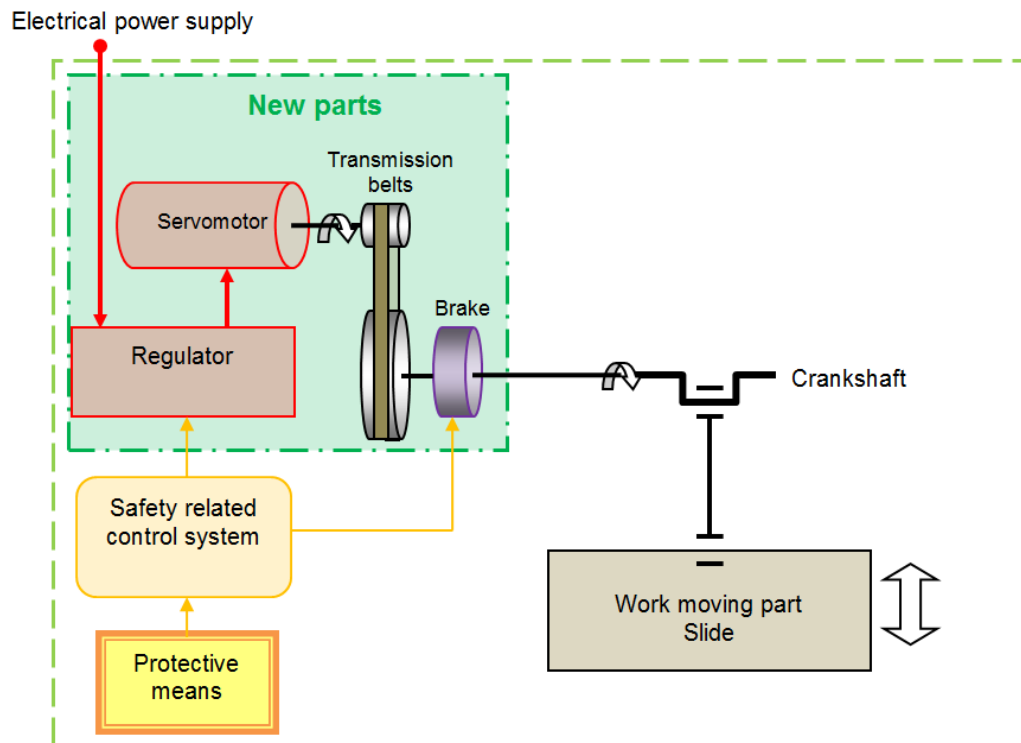 Electrical power supply
New parts
Transmission
belts
Servomotor
Brake
Regulator
Crankshaft
Safety related
control system
Work moving part
Slide
Protective
means